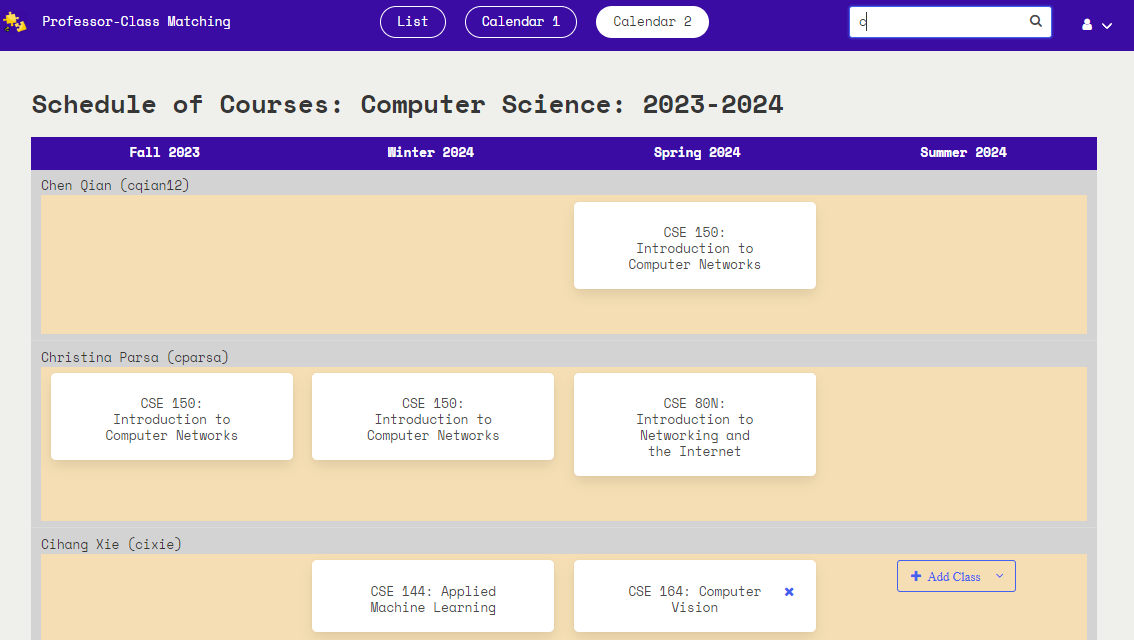 Professor-Class Matching
List
Calendar 1
Calendar 2
c
Schedule of Courses: Computer Science: 2023-2024
Fall 2023
Winter 2024
Spring 2024
Summer 2024
Chen Qian (cqian12)
CSE 150:
Introduction to
Computer Networks
Christina Parsa (cparsa)
CSE 150:
Introduction to
Computer Networks
CSE 150:
Introduction to
Computer Networks
CSE 80N:
Introduction to
Networking and
the Internet
Cihang Xie (cixie)
CSE 144: Applied
Machine Learning
CSE 164: Computer
Vision
Add Class